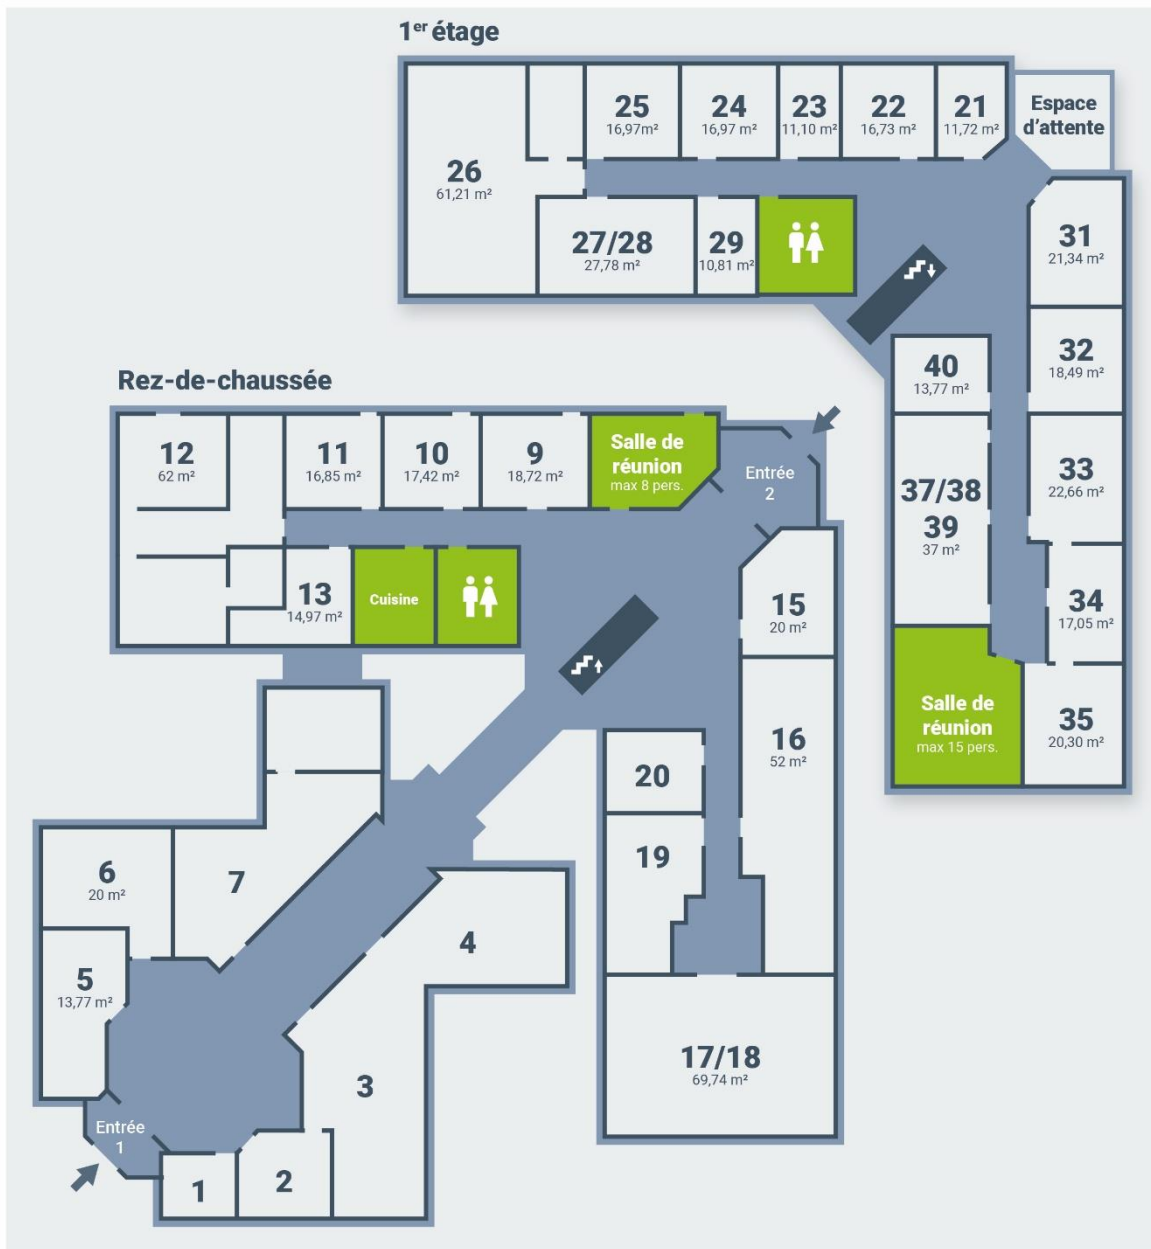 1er étage
25
16,97m²
24
16,97 m²
23
11,10 m²
22
16,73 m²
21
11,72 m²
Espace
d'attente
26
61,21 m²
27/28
27,78 m²
29
10,81 m²
31
21,34 m²
32
18,49 m²
40
13,77 m²
33
22,66 m²
37/38
39
37 m²
34
17,05 m²
Salle de
réunion
max 15 pers.
35
20,30 m²
Rez-de-chaussée
12
62 m²
11
16,85 m²
10
17,42 m²
9
18,72 m²
Salle de
réunion
max 8 pers.
Entrée
2
13
14,97 m²
Cuisine
15
20 m²
16
52 m²
20
19
17/18
69,74 m²
6
20 m²
7
5
13,77 m²
4
3
Entrée
1
1
2